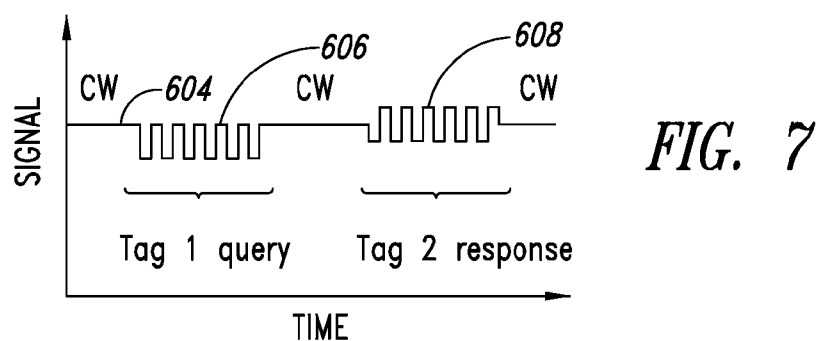 608
606
CW 604 CW CW
SIGNAL
FIG. 7
Tag 1 query Tag 2 response
TIME